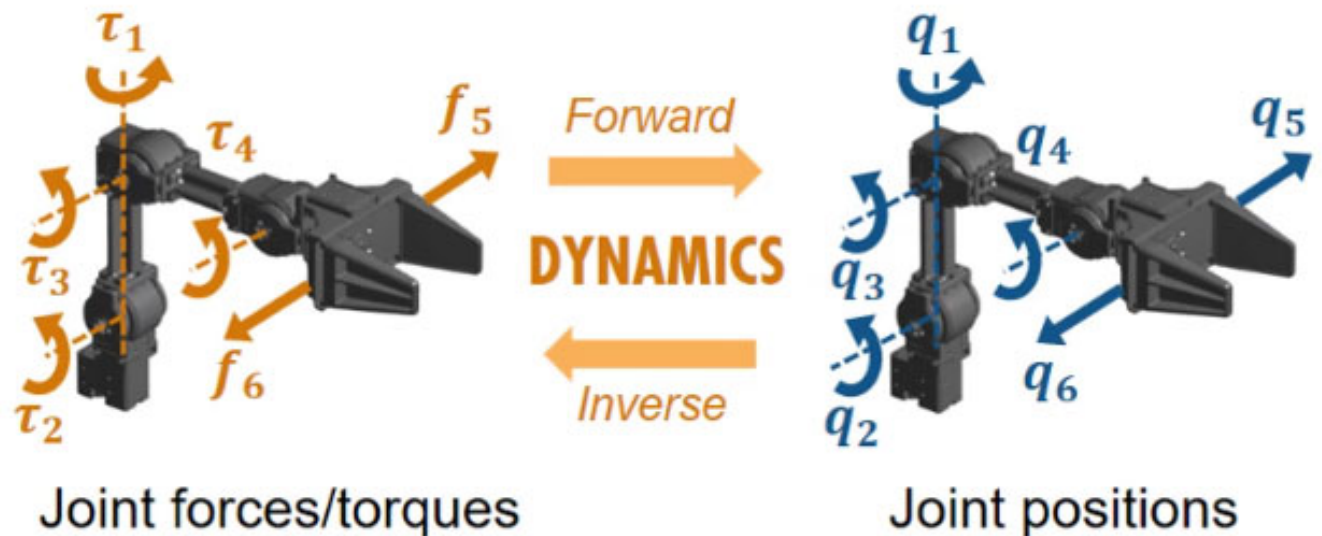 τ₁
τ₄
f₅
τ₃
f₆
τ₂
Joint forces/torques
Forward
DYNAMICS
Inverse
q₁
q₄
q₅
q₃
q₆
q₂
Joint positions